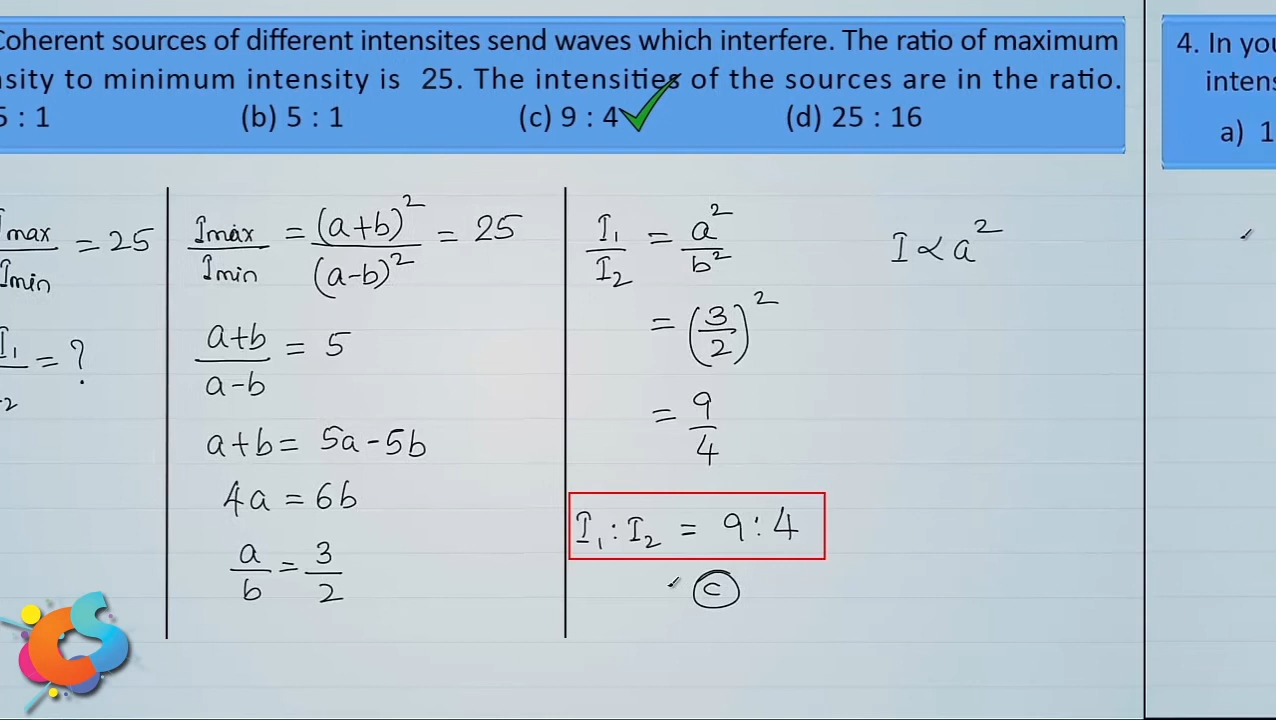 Coherent sources of different intensites send waves which interfere. The ratio of maximum
nsity to minimum intensity is 25. The intensities of the sources are in the ratio.
5 : 1 (b) 5 : 1 (c) 9 : 4 (d) 25 : 16
Imax/Imin = 25
I₁/ ₂ = ?
Imax/Imin = (a+b)²/(a-b)² = 25
a+b/a-b = 5
a+b = 5a-5b
4a = 6b
a/b = 3/2
I₁/I₂ = a²/b²
= (3/2)²
= 9/4
I₁ : I₂ = 9 : 4
C
I ∝ a²
4. In you
intens
a) 1
CS